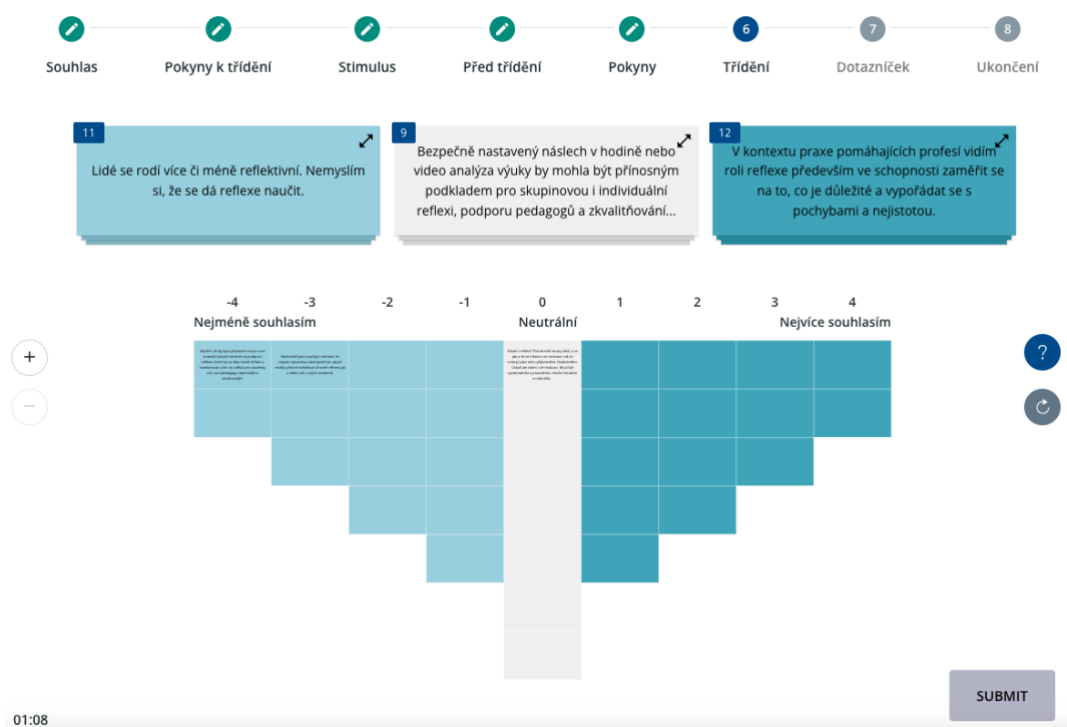 6 7 8
Souhlas Pokyny k třídění Stimulus Před třídění Pokyny Třídění Dotazníček Ukončení
11
Lidé se rodí více či méně reflektivní. Nemyslím
si, že se dá reflexe naučit.
9
Bezpečně nastavený náslech v hodině nebo
video analýza výuky by mohla být přínosným
podkladem pro skupinovou i individuální
reflexi, podporu pedagogů a zkvalitňování...
12
V kontextu praxe pomáhajících profesí vidím
roli reflexe především ve schopnosti zaměřit se
na to, co je důležité a vypořádat se s
pochybami a nejistotou.
-4 -3 -2 -1 0 1 2 3 4
Nejméně souhlasím Neutrální Nejvíce souhlasím
+
?
−
SUBMIT
01:08